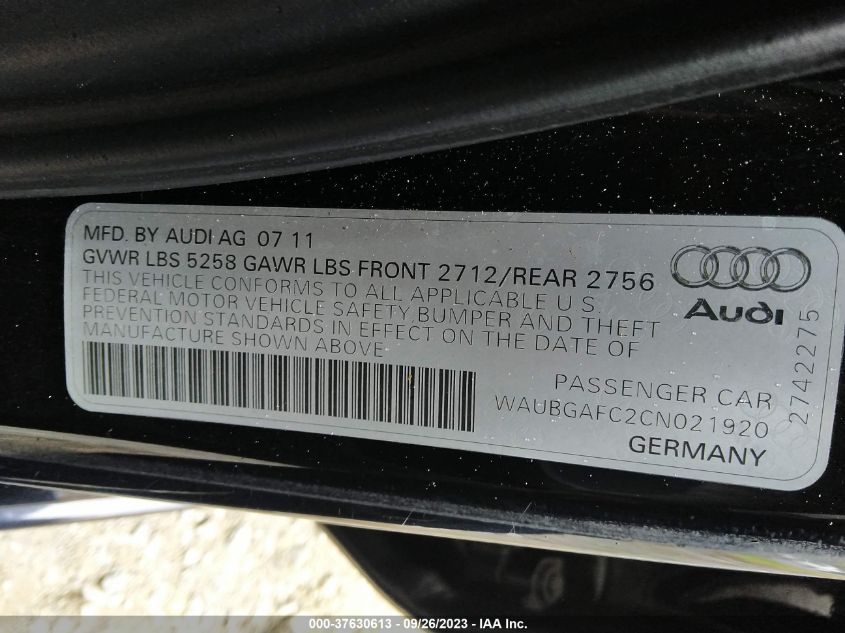 MFD. BY AUDI AG 07 11
GVWR LBS 5258 GAWR LBS FRONT 2712/REAR 2756
THIS VEHICLE CONFORMS TO ALL APPLICABLE U S.
FEDERAL MOTOR VEHICLE SAFETY, BUMPER AND THEFT
PREVENTION STANDARDS IN EFFECT ON THE DATE OF
MANUFACTURE SHOWN ABOVE
Audi
2742275
PASSENGER CAR
WAUBGAFC2CN021920
GERMANY
000-37630613 - 09/26/2023 - IAA Inc.